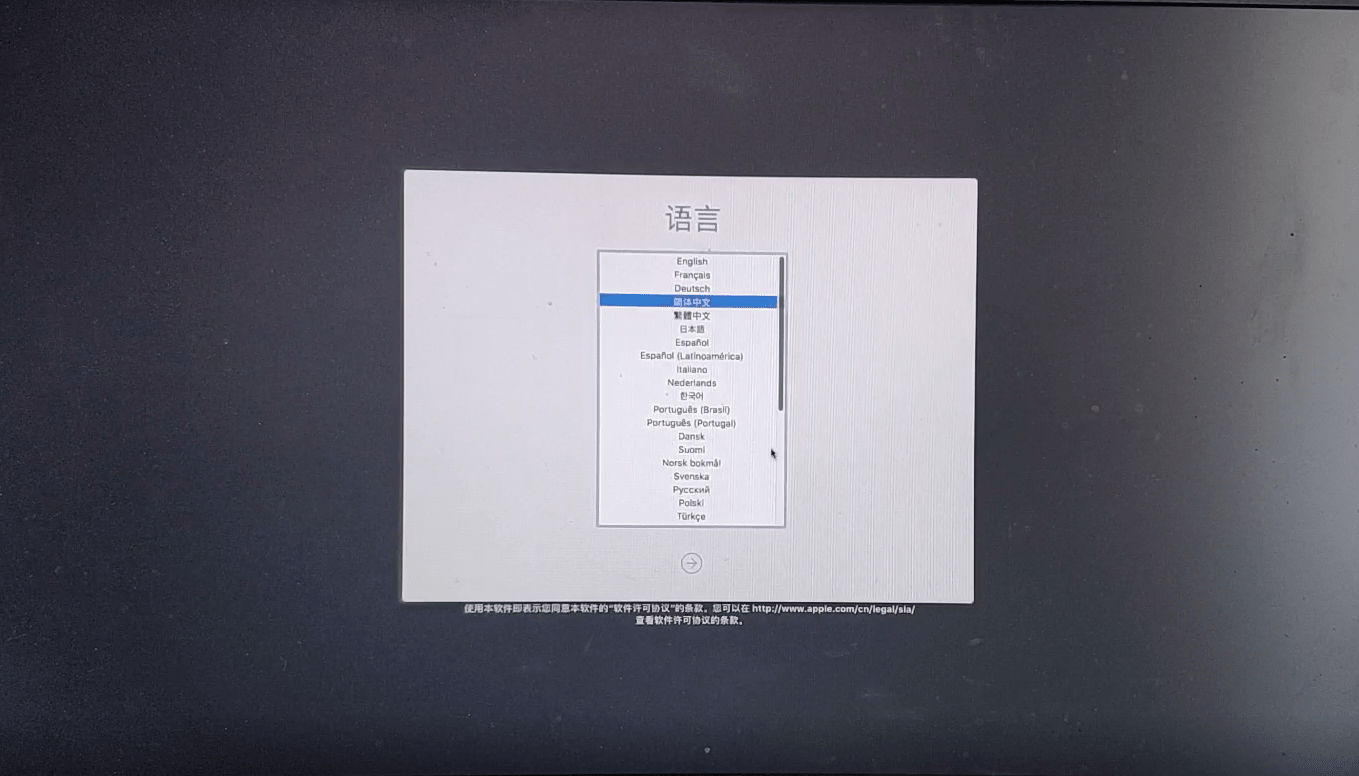 语言
English
Français
Deutsch
简体中文
繁體中文
日本語
Español
Español (Latinoamérica)
Italiano
Nederlands
한국어
Português (Brasil)
Português (Portugal)
Dansk
Suomi
Norsk bokmål
Svenska
Русский
Polski
Türkçe
使用本软件即表示您同意本软件的“软件许可协议”的条款。您可以在 http://www.apple.com/cn/legal/sla/
查看软件许可协议的条款。